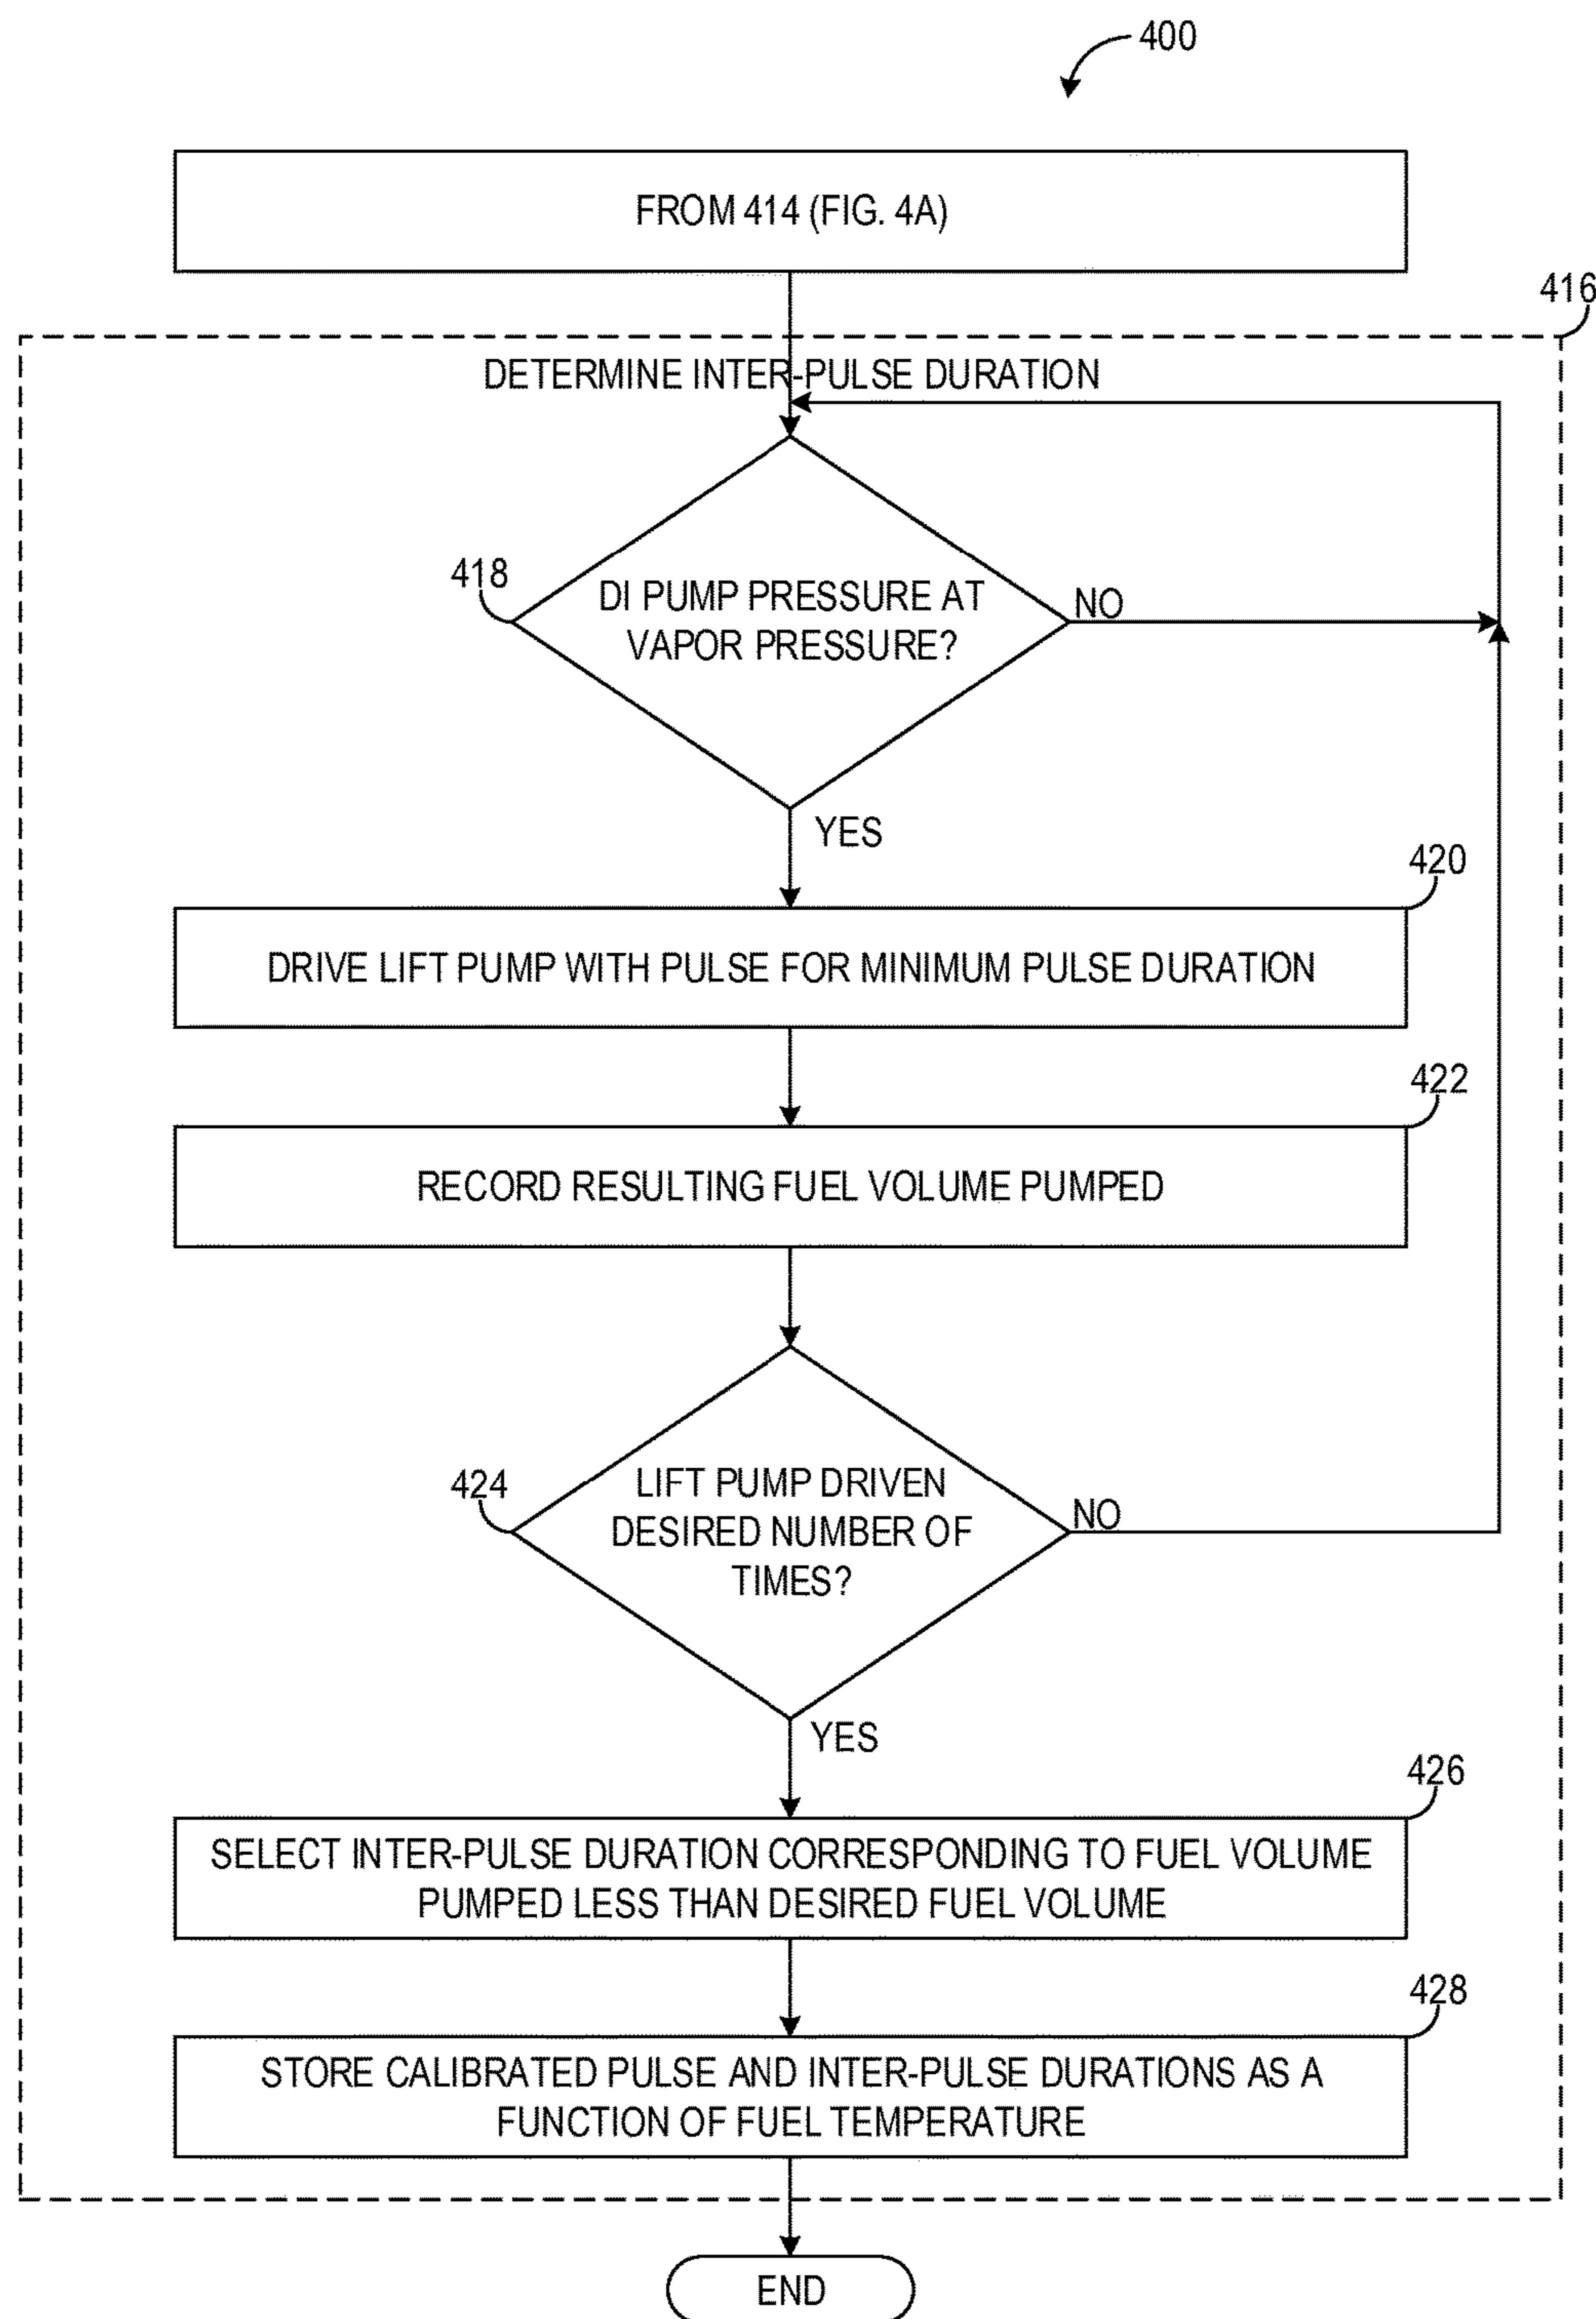 400
FROM 414 (FIG. 4A)
416
DETERMINE INTER-PULSE DURATION
418
DI PUMP PRESSURE AT
VAPOR PRESSURE?
NO
YES
420
DRIVE LIFT PUMP WITH PULSE FOR MINIMUM PULSE DURATION
422
RECORD RESULTING FUEL VOLUME PUMPED
424
LIFT PUMP DRIVEN
DESIRED NUMBER OF
TIMES?
NO
YES
426
SELECT INTER-PULSE DURATION CORRESPONDING TO FUEL VOLUME
PUMPED LESS THAN DESIRED FUEL VOLUME
428
STORE CALIBRATED PULSE AND INTER-PULSE DURATIONS AS A
FUNCTION OF FUEL TEMPERATURE
END